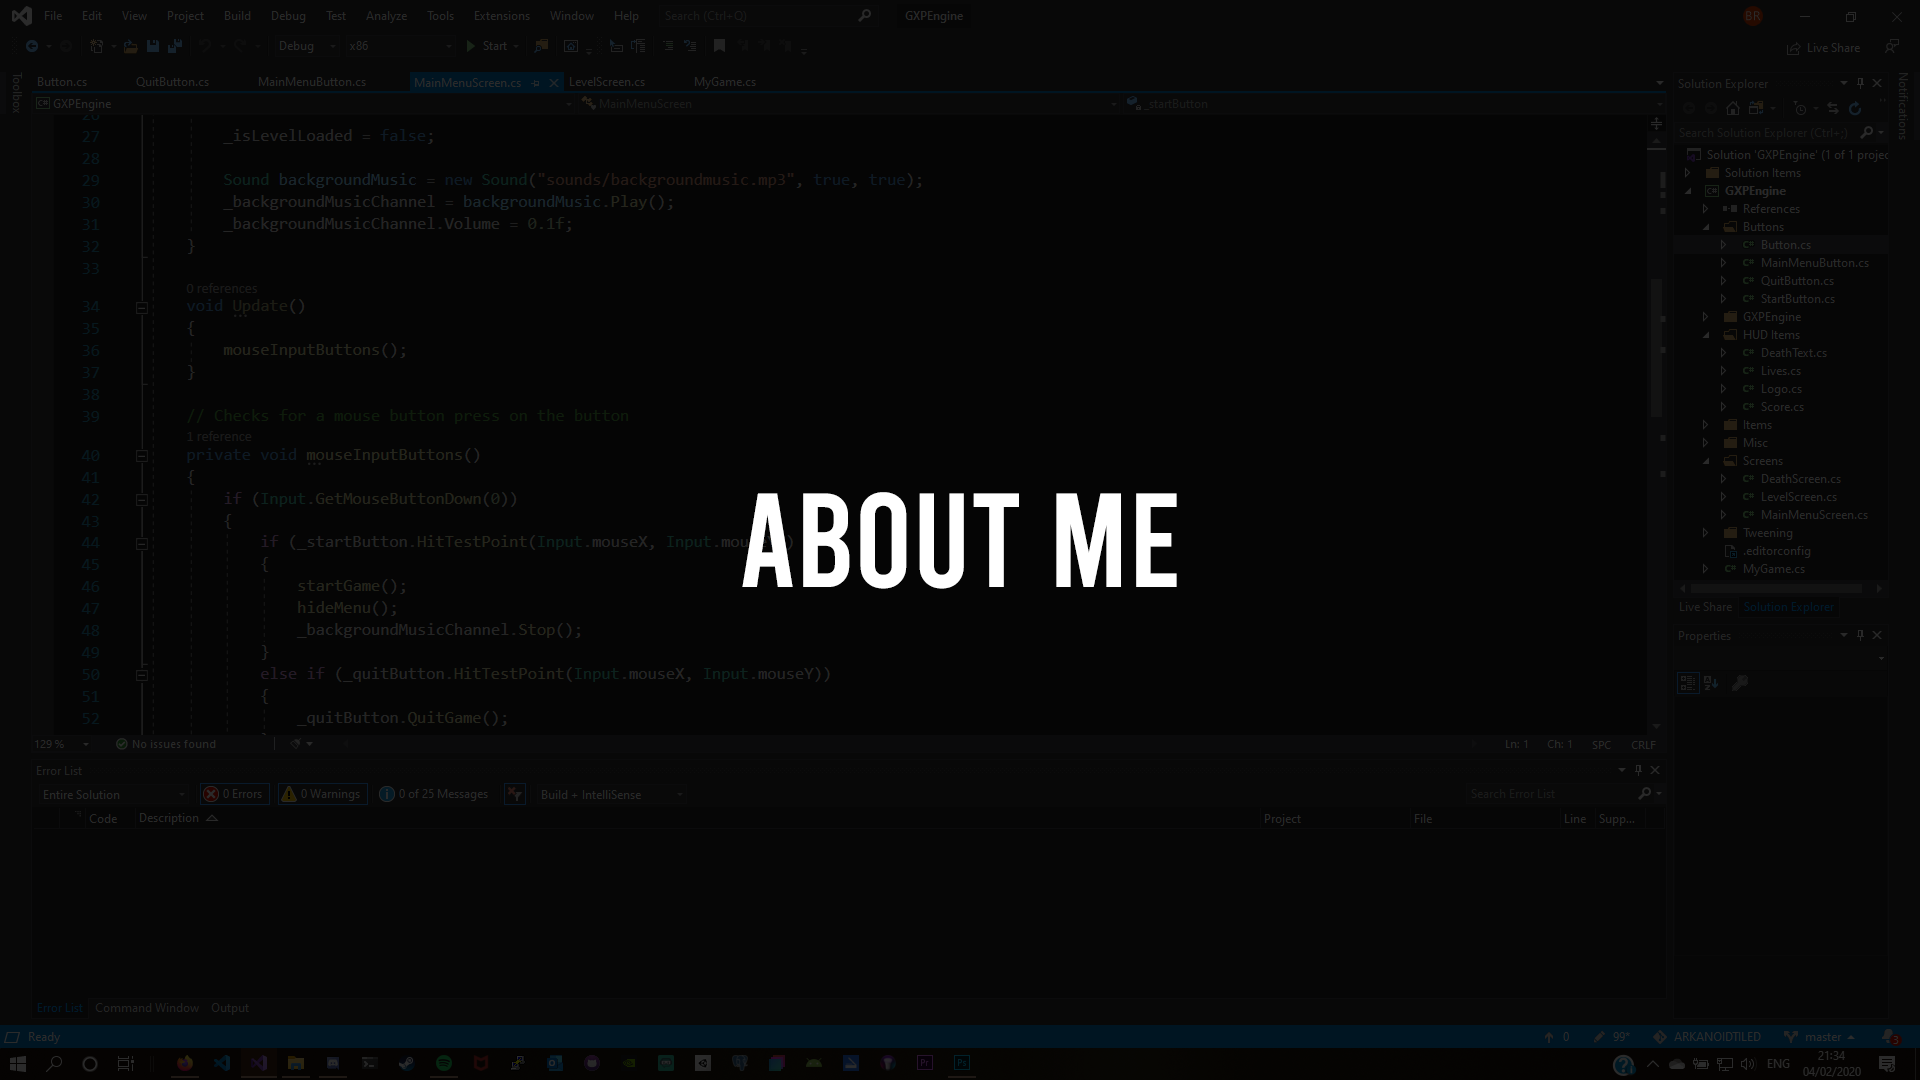 File Edit View Project Build Debug Test Analyze Tools Extensions Window Help Search (Ctrl+Q) GXPEngine BR
Debug x86 Start Live Share
Toolbox
Button.cs QuitButton.cs MainMenuButton.cs MainMenuScreen.cs LevelScreen.cs MyGame.cs
GXPEngine MainMenuScreen _startButton
26
27 _isLevelLoaded = false;
28
29 Sound backgroundMusic = new Sound("sounds/backgroundmusic.mp3", true, true);
30 _backgroundMusicChannel = backgroundMusic.Play();
31 _backgroundMusicChannel.Volume = 0.1f;
32 }
33
0 references
34 void Update()
35 {
36 mouseInputButtons();
37 }
38
39 // Checks for a mouse button press on the button
1 reference
40 private void mouseInputButtons()
41 {
42 if (Input.GetMouseButtonDown(0))
43 {
44 if (_startButton.HitTestPoint(Input.mouseX, Input.mou
45 {
46 startGame();
47 hideMenu();
48 _backgroundMusicChannel.Stop();
49 }
50 else if (_quitButton.HitTestPoint(Input.mouseX, Input.mouseY))
51 {
52 _quitButton.QuitGame();
ABOUT ME
129 % No issues found Ln: 1 Ch: 1 SPC CRLF
Error List
Entire Solution 0 Errors 0 Warnings 0 of 25 Messages Build + IntelliSense Search Error List
Code Description Project File Line Supp...
Error List Command Window Output
Solution Explorer
Notifications
Search Solution Explorer (Ctrl+;)
Solution 'GXPEngine' (1 of 1 projec
Solution Items
GXPEngine
References
Buttons
Button.cs
MainMenuButton.cs
QuitButton.cs
StartButton.cs
GXPEngine
HUD Items
DeathText.cs
Lives.cs
Logo.cs
Score.cs
Items
Misc
Screens
DeathScreen.cs
LevelScreen.cs
MainMenuScreen.cs
Tweening
.editorconfig
MyGame.cs
Live Share Solution Explorer
Properties
Ready 0 99+ ARKANOIDTILED master 3
ENG 21:34
04/02/2020